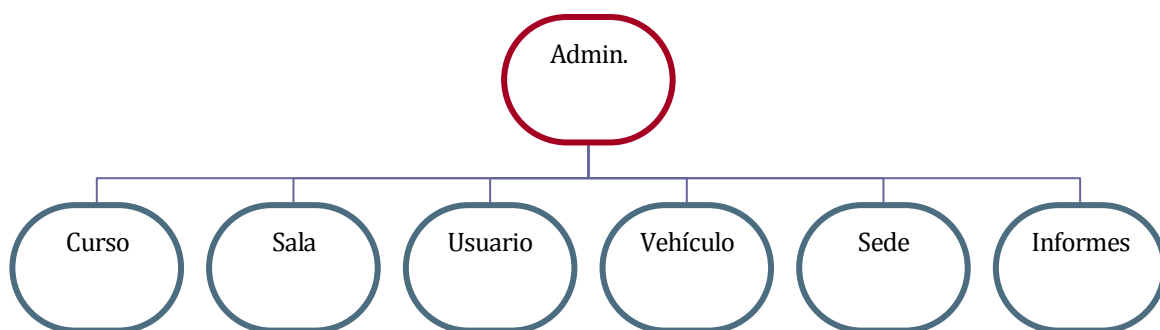 Admin.
Curso
Sala
Usuario
Vehículo
Sede
Informes